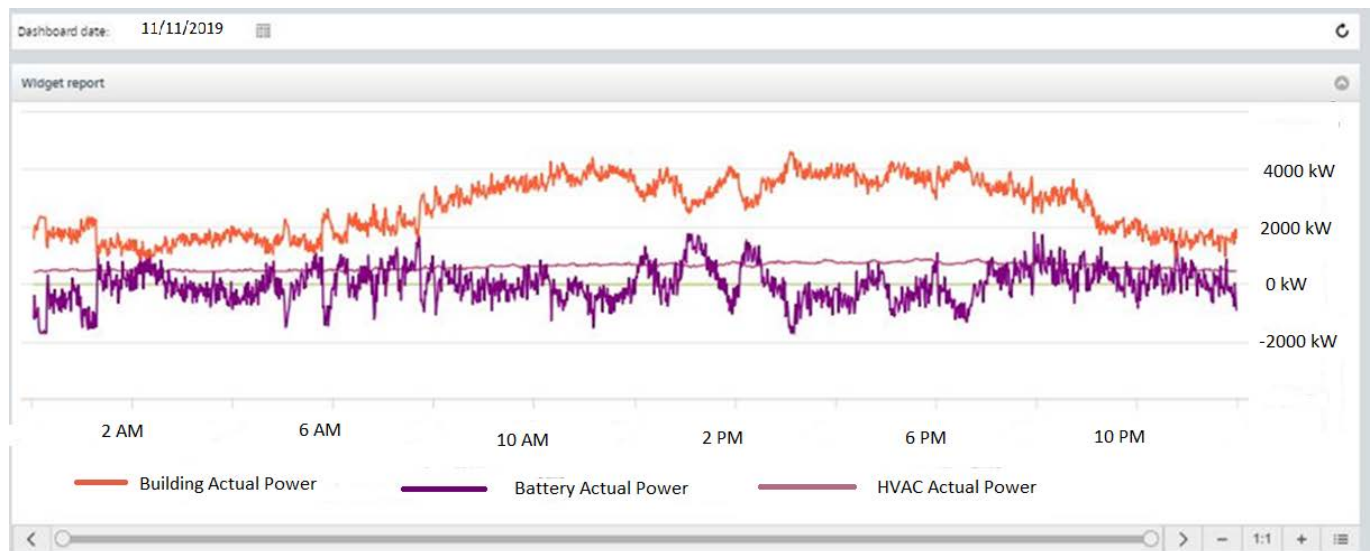 Dashboard date: 11/11/2019
Widget report
4000 kW
2000 kW
0 kW
-2000 kW
2 AM 6 AM 10 AM 2 PM 6 PM 10 PM
Building Actual Power Battery Actual Power HVAC Actual Power
1:1